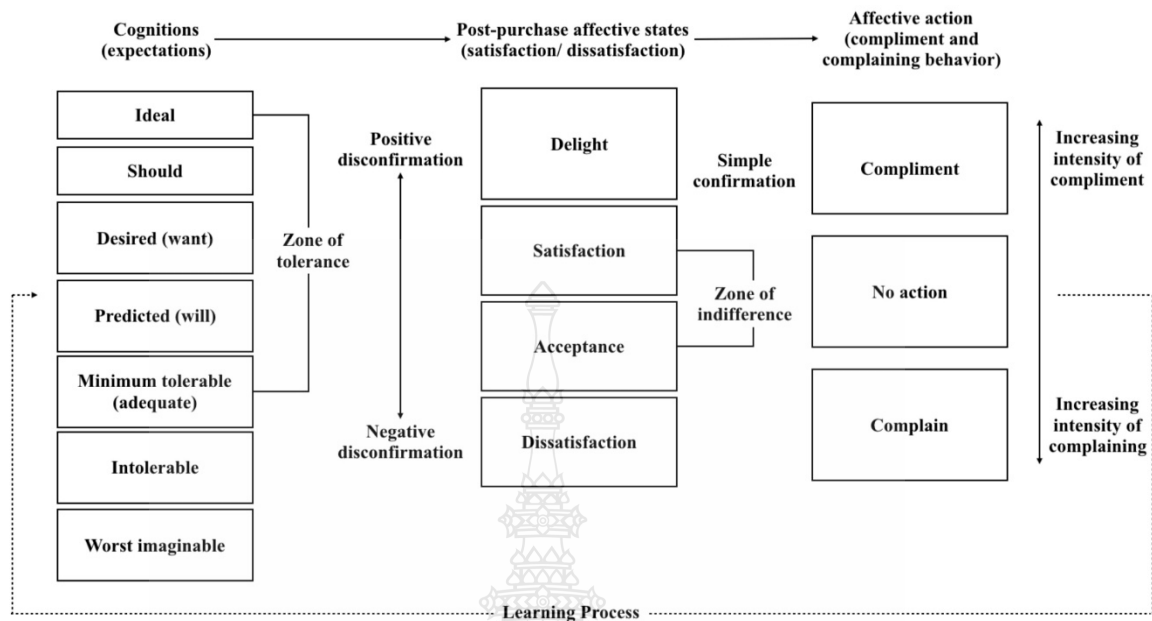 Cognitions
(expectations)
Post-purchase affective states
(satisfaction/ dissatisfaction)
Affective action
(compliment and
complaining behavior)
Ideal
Should
Desired (want)
Predicted (will)
Minimum tolerable
(adequate)
Intolerable
Worst imaginable
Zone of
tolerance
Positive
disconfirmation
Negative
disconfirmation
Delight
Satisfaction
Acceptance
Dissatisfaction
Simple
confirmation
Zone of
indifference
Compliment
No action
Complain
Increasing
intensity of
compliment
Increasing
intensity of
complaining
Learning Process